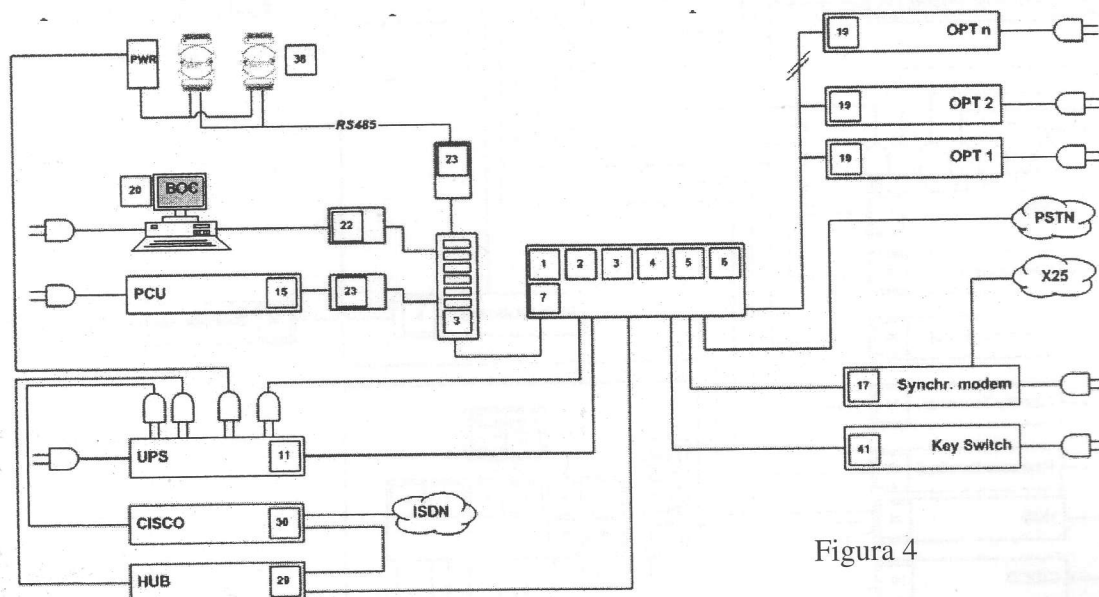 19 OPT n
PWR
38
RS485
19 OPT 2
19 OPT 1
23
20 BOC
22
PSTN
1 2 3 4 5 6
7
X25
PCU 15 23
3
17 Synchr. modem
UPS 11
41 Key Switch
CISCO 30
ISDN
HUB 29
Figura 4